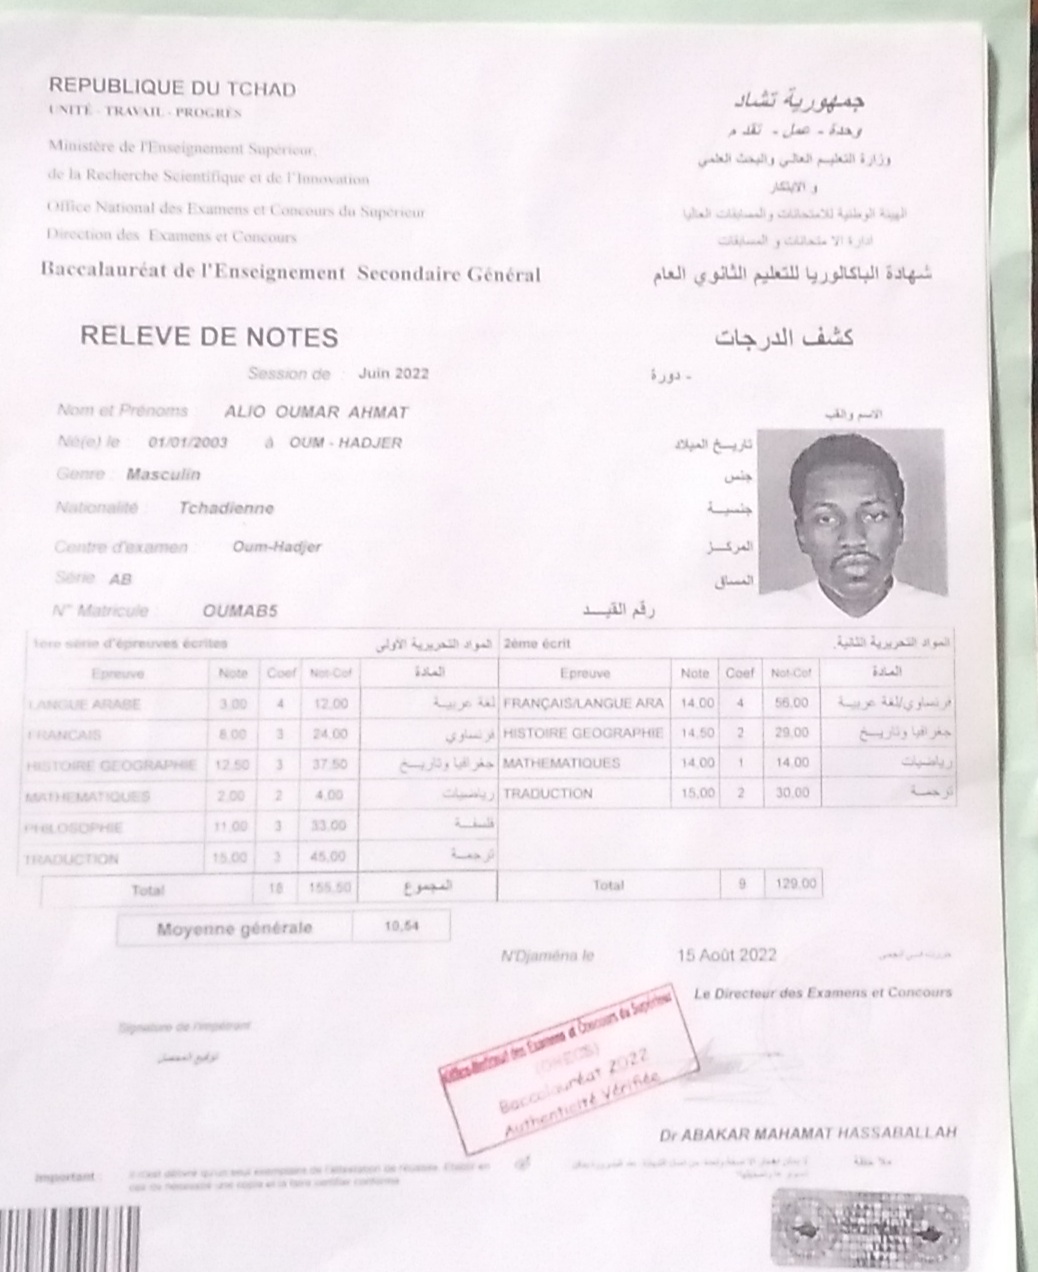 REPUBLIQUE DU TCHAD
جمهورية تشاد
UNITÉ - TRAVAIL - PROGRÈS
وحدة - عمل - تقدم
Ministère de l'Enseignement Supérieur,
وزارة التعليم العالي والبحث العلمي
de la Recherche Scientifique et de l'Innovation
و الابتكار
Office National des Examens et Concours du Supérieur
الهيئة الوطنية للامتحانات والمسابقات العليا
Direction des Examens et Concours
ادارة الامتحانات و المسابقات
Baccalauréat de l'Enseignement Secondaire Général
شهادة الباكالوريا للتعليم الثانوي العام
RELEVE DE NOTES
كشف الدرجات
Session de : Juin 2022
دورة -
Nom et Prénoms ALIO OUMAR AHMAT
الاسم واللقب
Né(e) le : 01/01/2003 à OUM - HADJER
تاريخ الميلاد
Genre : Masculin
جنس
Nationalité : Tchadienne
جنسية
Centre d'examen : Oum-Hadjer
المركز
Série AB
المساق
N° Matricule : OUMAB5
رقم القيد
1ère série d'épreuves écrites المواد التحريرية الأولى 2ème écrit المواد التحريرية الثانية
Epreuve Note Coef Not-Cof المادة Epreuve Note Coef Not-Cof المادة
LANGUE ARABE 3.00 4 12.00 لغة عربية FRANÇAIS/LANGUE ARA 14.00 4 56.00 فرنساوي/لغة عربية
FRANCAIS 8.00 3 24.00 فرنساوي HISTOIRE GEOGRAPHIE 14.50 2 29.00 جغرافيا وتاريخ
HISTOIRE GEOGRAPHIE 12.50 3 37.50 جغرافيا وتاريخ MATHEMATIQUES 14.00 1 14.00 رياضيات
MATHEMATIQUES 2.00 2 4.00 رياضيات TRADUCTION 15.00 2 30.00 ترجمة
PHILOSOPHIE 11.00 3 33.00 فلسفة
TRADUCTION 15.00 3 45.00 ترجمة
Total 18 155.50 المجموع Total 9 129.00
Moyenne générale 10,54
N'Djaména le 15 Août 2022
Le Directeur des Examens et Concours
Signature de l'impétrant
Office National des Examens et Concours du Supérieur
(ONECS)
Baccalauréat 2022
Authenticité Vérifiée
Dr ABAKAR MAHAMAT HASSABALLAH
Important :